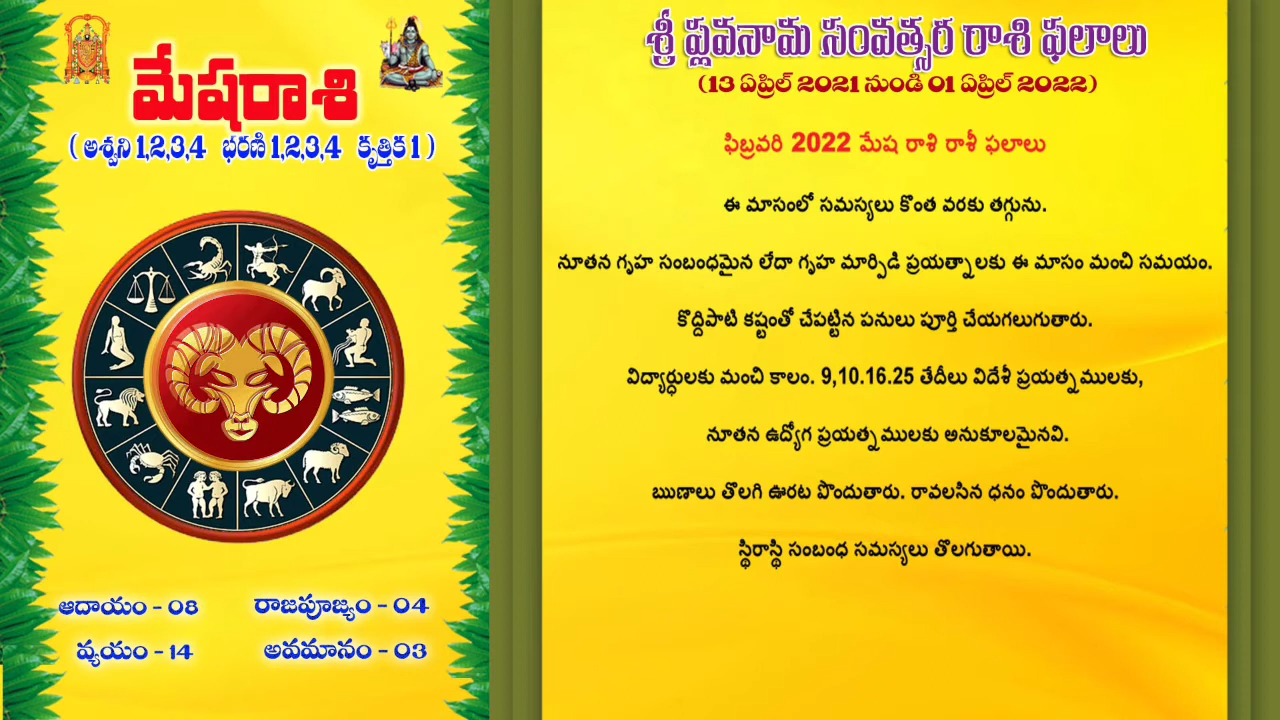 మేషరాశి
( అశ్వని 1,2,3,4 భరణి 1,2,3,4 కృత్తిక 1 )
ఆదాయం - 08 రాజపూజ్యం - 04
వ్యయం - 14 అవమానం - 03
శ్రీ ప్లవనామ సంవత్సర రాశి ఫలాలు
(13 ఏప్రిల్ 2021 నుండి 01 ఏప్రిల్ 2022)
ఫిబ్రవరి 2022 మేష రాశి రాశీ ఫలాలు
ఈ మాసంలో సమస్యలు కొంత వరకు తగ్గును.
నూతన గృహ సంబంధమైన లేదా గృహ మార్పిడి ప్రయత్నాలకు ఈ మాసం మంచి సమయం.
కొద్దిపాటి కష్టంతో చేపట్టిన పనులు పూర్తి చేయగలుగుతారు.
విద్యార్ధులకు మంచి కాలం. 9,10.16.25 తేదీలు విదేశీ ప్రయత్నములకు,
నూతన ఉద్యోగ ప్రయత్నములకు అనుకూలమైనవి.
ఋణాలు తొలగి ఊరట పొందుతారు. రావలసిన ధనం పొందుతారు.
స్థిరాస్థి సంబంధ సమస్యలు తొలగుతాయి.